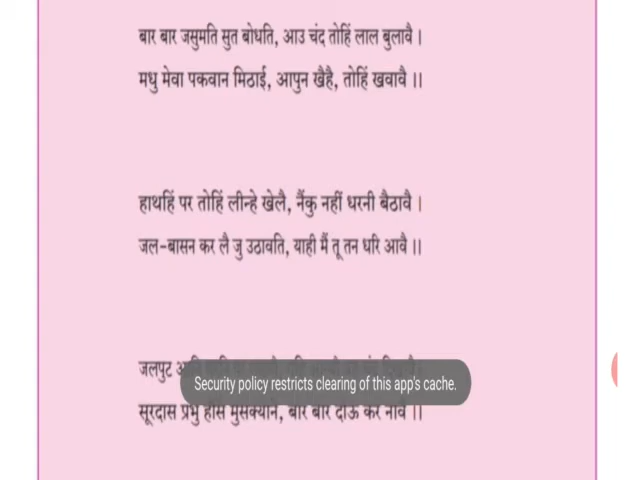 बार बार जसुमति सुत बोधति, आउ चंद तोहिं लाल बुलावै ।
मधु मेवा पकवान मिठाई, आपुन खैहै, तोहिं खवावै ।।
हाथहिं पर तोहिं लीन्हे खेलै, नैंकु नहीं धरनी बैठावै ।
जल-बासन कर लै जु उठावति, याही मैं तू तन धरि आवै ।।
जलपुट
Security policy restricts clearing of this app's cache.
सूरदास प्रभु हँसि मुसक्याने, बार बार दोऊ कर नावै ।।